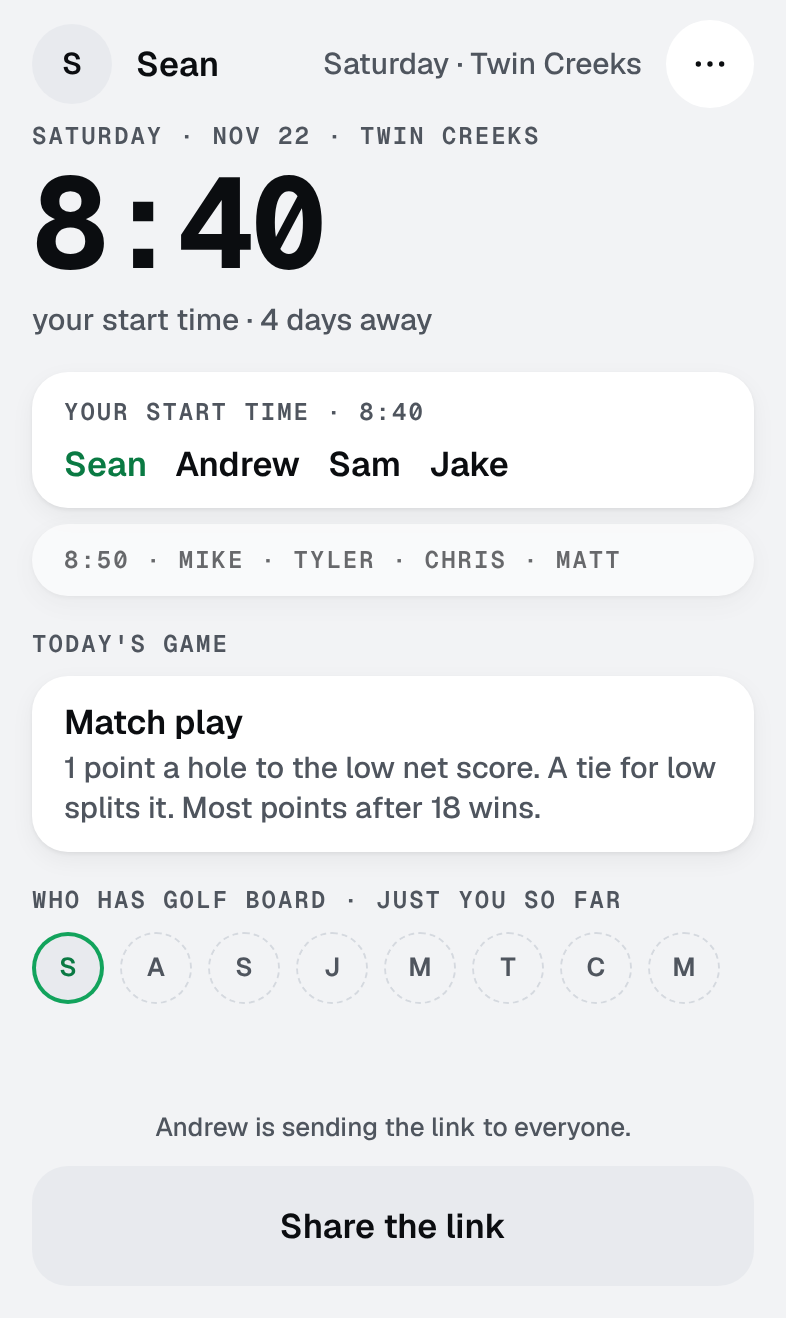 S Sean Saturday · Twin Creeks ...
SATURDAY · NOV 22 · TWIN CREEKS
8:40
your start time · 4 days away
YOUR START TIME · 8:40
Sean Andrew Sam Jake
8:50 · MIKE · TYLER · CHRIS · MATT
TODAY'S GAME
Match play
1 point a hole to the low net score. A tie for low
splits it. Most points after 18 wins.
WHO HAS GOLF BOARD · JUST YOU SO FAR
S A S J M T C M
Andrew is sending the link to everyone.
Share the link